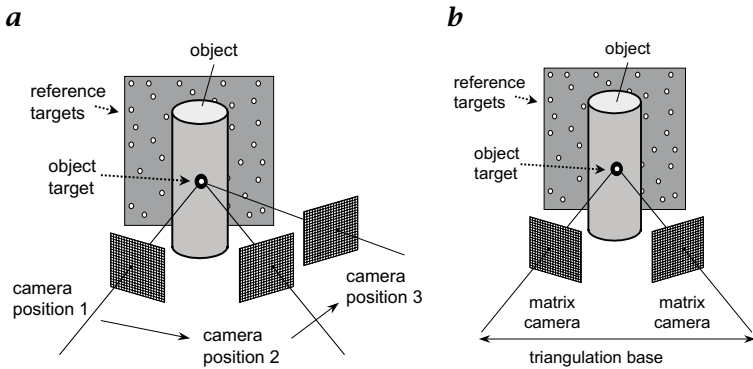 a
object
reference
targets
object
target
camera
position 1
camera
position 2
camera
position 3
b
object
reference
targets
object
target
matrix
camera
matrix
camera
triangulation base